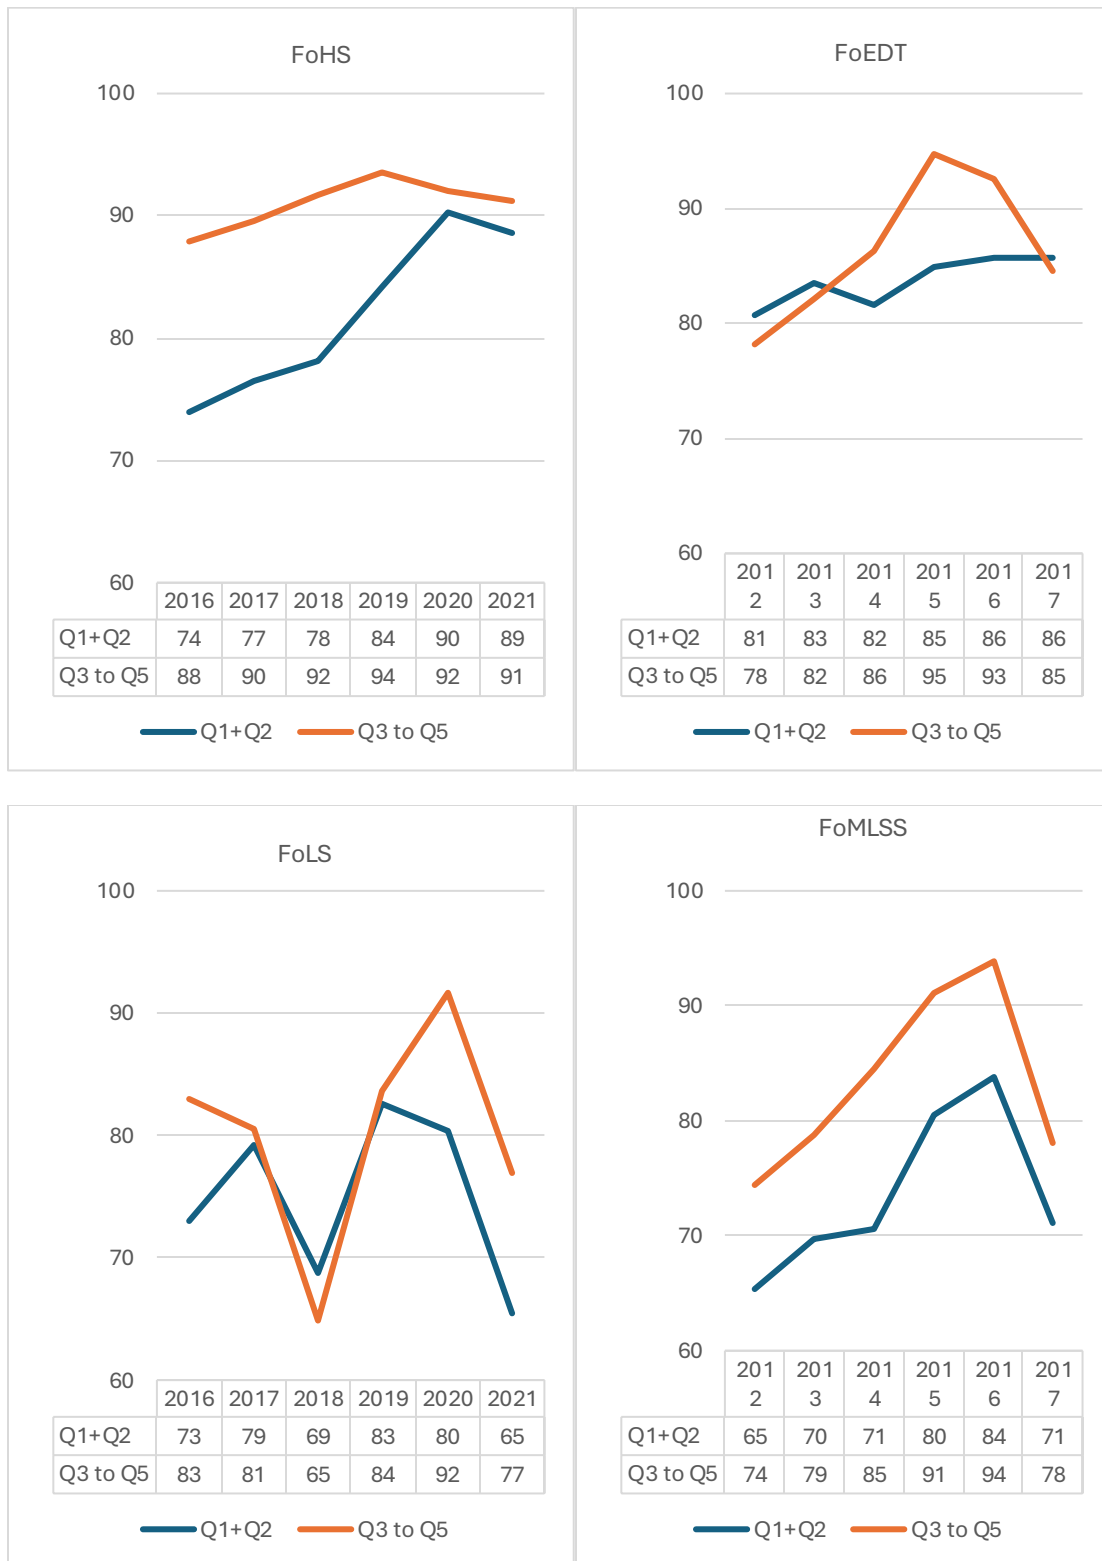 FoHS
100
90
80
70
60
2016 2017 2018 2019 2020 2021
Q1+Q2 74 77 78 84 90 89
Q3 to Q5 88 90 92 94 92 91
Q1+Q2 Q3 to Q5
FoEDT
100
90
80
70
60
201 201 201 201 201 201
2 3 4 5 6 7
Q1+Q2 81 83 82 85 86 86
Q3 to Q5 78 82 86 95 93 85
Q1+Q2 Q3 to Q5
FoLS
100
90
80
70
60
2016 2017 2018 2019 2020 2021
Q1+Q2 73 79 69 83 80 65
Q3 to Q5 83 81 65 84 92 77
Q1+Q2 Q3 to Q5
FoMLSS
100
90
80
70
60
201 201 201 201 201 201
2 3 4 5 6 7
Q1+Q2 65 70 71 80 84 71
Q3 to Q5 74 79 85 91 94 78
Q1+Q2 Q3 to Q5